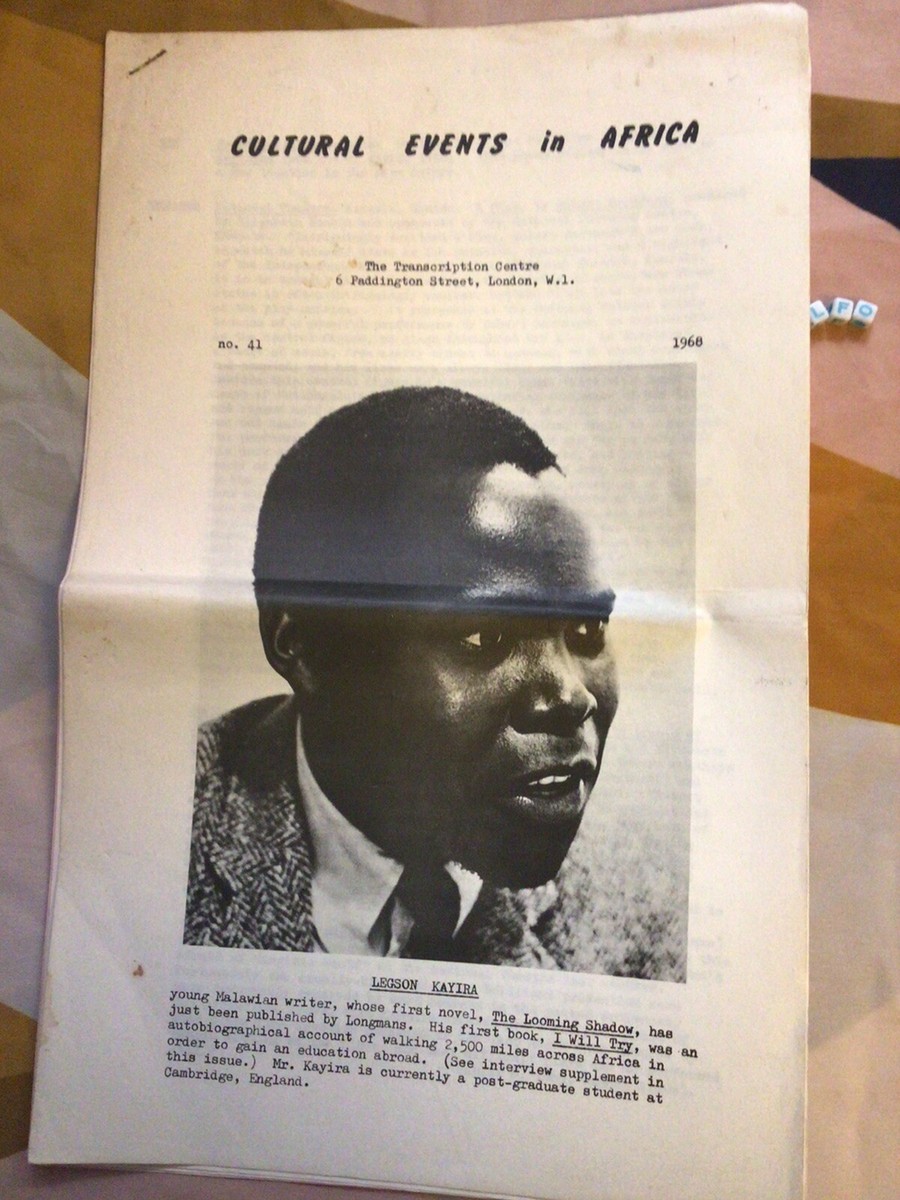 CULTURAL EVENTS in AFRICA
The Transcription Centre
6 Paddington Street, London, W.1.
no. 41 1968
LFO
LEGSON KAYIRA
young Malawian writer, whose first novel, The Looming Shadow, has
just been published by Longmans. His first book, I Will Try, was an
autobiographical account of walking 2,500 miles across Africa in
order to gain an education abroad. (See interview supplement in
this issue.) Mr. Kayira is currently a post-graduate student at
Cambridge, England.